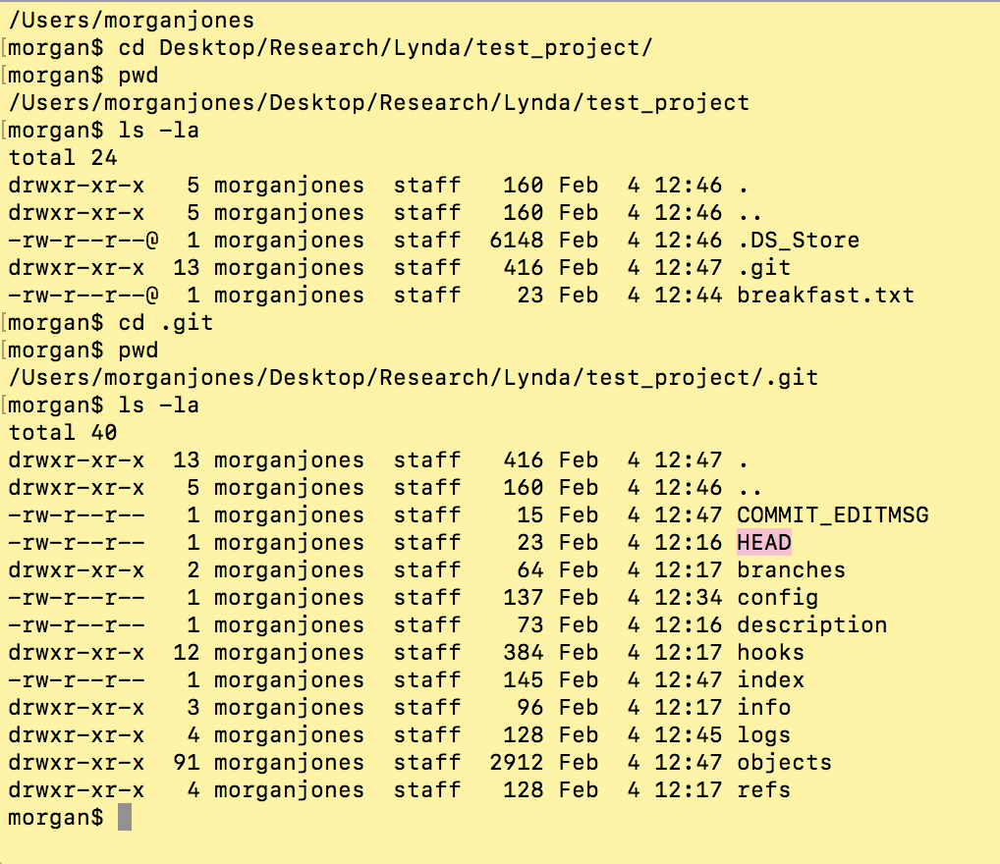 /Users/morganjones
[morgan$ cd Desktop/Research/Lynda/test_project/
[morgan$ pwd
/Users/morganjones/Desktop/Research/Lynda/test_project
[morgan$ ls -la
total 24
drwxr-xr-x   5 morganjones  staff   160 Feb  4 12:46 .
drwxr-xr-x   5 morganjones  staff   160 Feb  4 12:46 ..
-rw-r--r--@  1 morganjones  staff  6148 Feb  4 12:46 .DS_Store
drwxr-xr-x  13 morganjones  staff   416 Feb  4 12:47 .git
-rw-r--r--@  1 morganjones  staff    23 Feb  4 12:44 breakfast.txt
[morgan$ cd .git
[morgan$ pwd
/Users/morganjones/Desktop/Research/Lynda/test_project/.git
[morgan$ ls -la
total 40
drwxr-xr-x  13 morganjones  staff   416 Feb  4 12:47 .
drwxr-xr-x   5 morganjones  staff   160 Feb  4 12:46 ..
-rw-r--r--   1 morganjones  staff    15 Feb  4 12:47 COMMIT_EDITMSG
-rw-r--r--   1 morganjones  staff    23 Feb  4 12:16 HEAD
drwxr-xr-x   2 morganjones  staff    64 Feb  4 12:17 branches
-rw-r--r--   1 morganjones  staff   137 Feb  4 12:34 config
-rw-r--r--   1 morganjones  staff    73 Feb  4 12:16 description
drwxr-xr-x  12 morganjones  staff   384 Feb  4 12:17 hooks
-rw-r--r--   1 morganjones  staff   145 Feb  4 12:47 index
drwxr-xr-x   3 morganjones  staff    96 Feb  4 12:17 info
drwxr-xr-x   4 morganjones  staff   128 Feb  4 12:45 logs
drwxr-xr-x  91 morganjones  staff  2912 Feb  4 12:47 objects
drwxr-xr-x   4 morganjones  staff   128 Feb  4 12:17 refs
morgan$